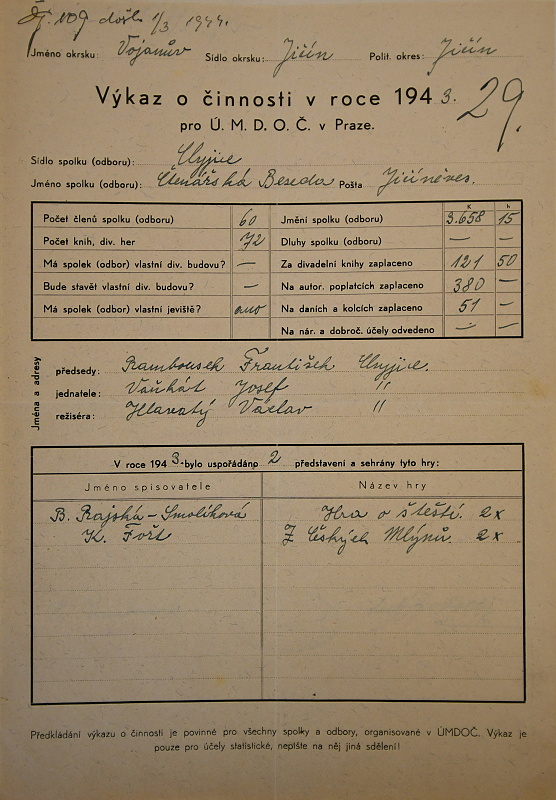 Čj. 109 došlo 1/3 1944.
Jméno okrsku: Vojanův Sídlo okrsku: Jičín Polit. okres: Jičín
Výkaz o činnosti v roce 1943. 29.
pro Ú. M. D. O. Č. v Praze.
Sídlo spolku (odboru):
Jméno spolku (odboru): Čtenářská Beseda Pošta Jičíněves.
K h
Počet členů spolku (odboru) 60 Jmění spolku (odboru) 3.658 15
Počet knih, div. her 72 Dluhy spolku (odboru) — —
Má spolek (odbor) vlastní div. budovu? — Za divadelní knihy zaplaceno 121 50
Bude stavět vlastní div. budovu? — Na autor. poplatcích zaplaceno 380 —
Má spolek (odbor) vlastní jeviště? ano Na daních a kolcích zaplaceno 51 —
Na nár. a dobroč. účely odvedeno — —
Jména a adresy
předsedy: Rambousek František
jednatele: Vaňkát Josef "
režiséra: Hlavatý Václav "
V roce 1943. bylo uspořádáno 2 představení a sehrány tyto hry:
Jméno spisovatele Název hry
B. Rajská-Smolíková Hra o štěstí. 2x
K. Fořt Z Českých Mlýnů. 2x
Předkládání výkazu o činnosti je povinné pro všechny spolky a odbory, organisované v ÚMDOČ. Výkaz je
pouze pro účely statistické, nepište na něj jiná sdělení!